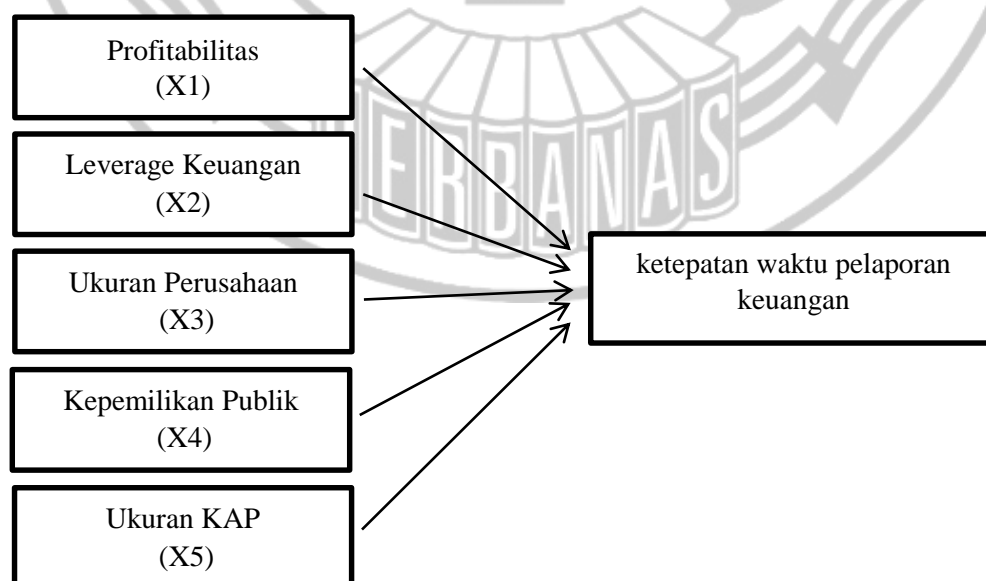 Profitabilitas
(X1)
Leverage Keuangan
(X2)
Ukuran Perusahaan
(X3)
Kepemilikan Publik
(X4)
Ukuran KAP
(X5)
ketepatan waktu pelaporan
keuangan